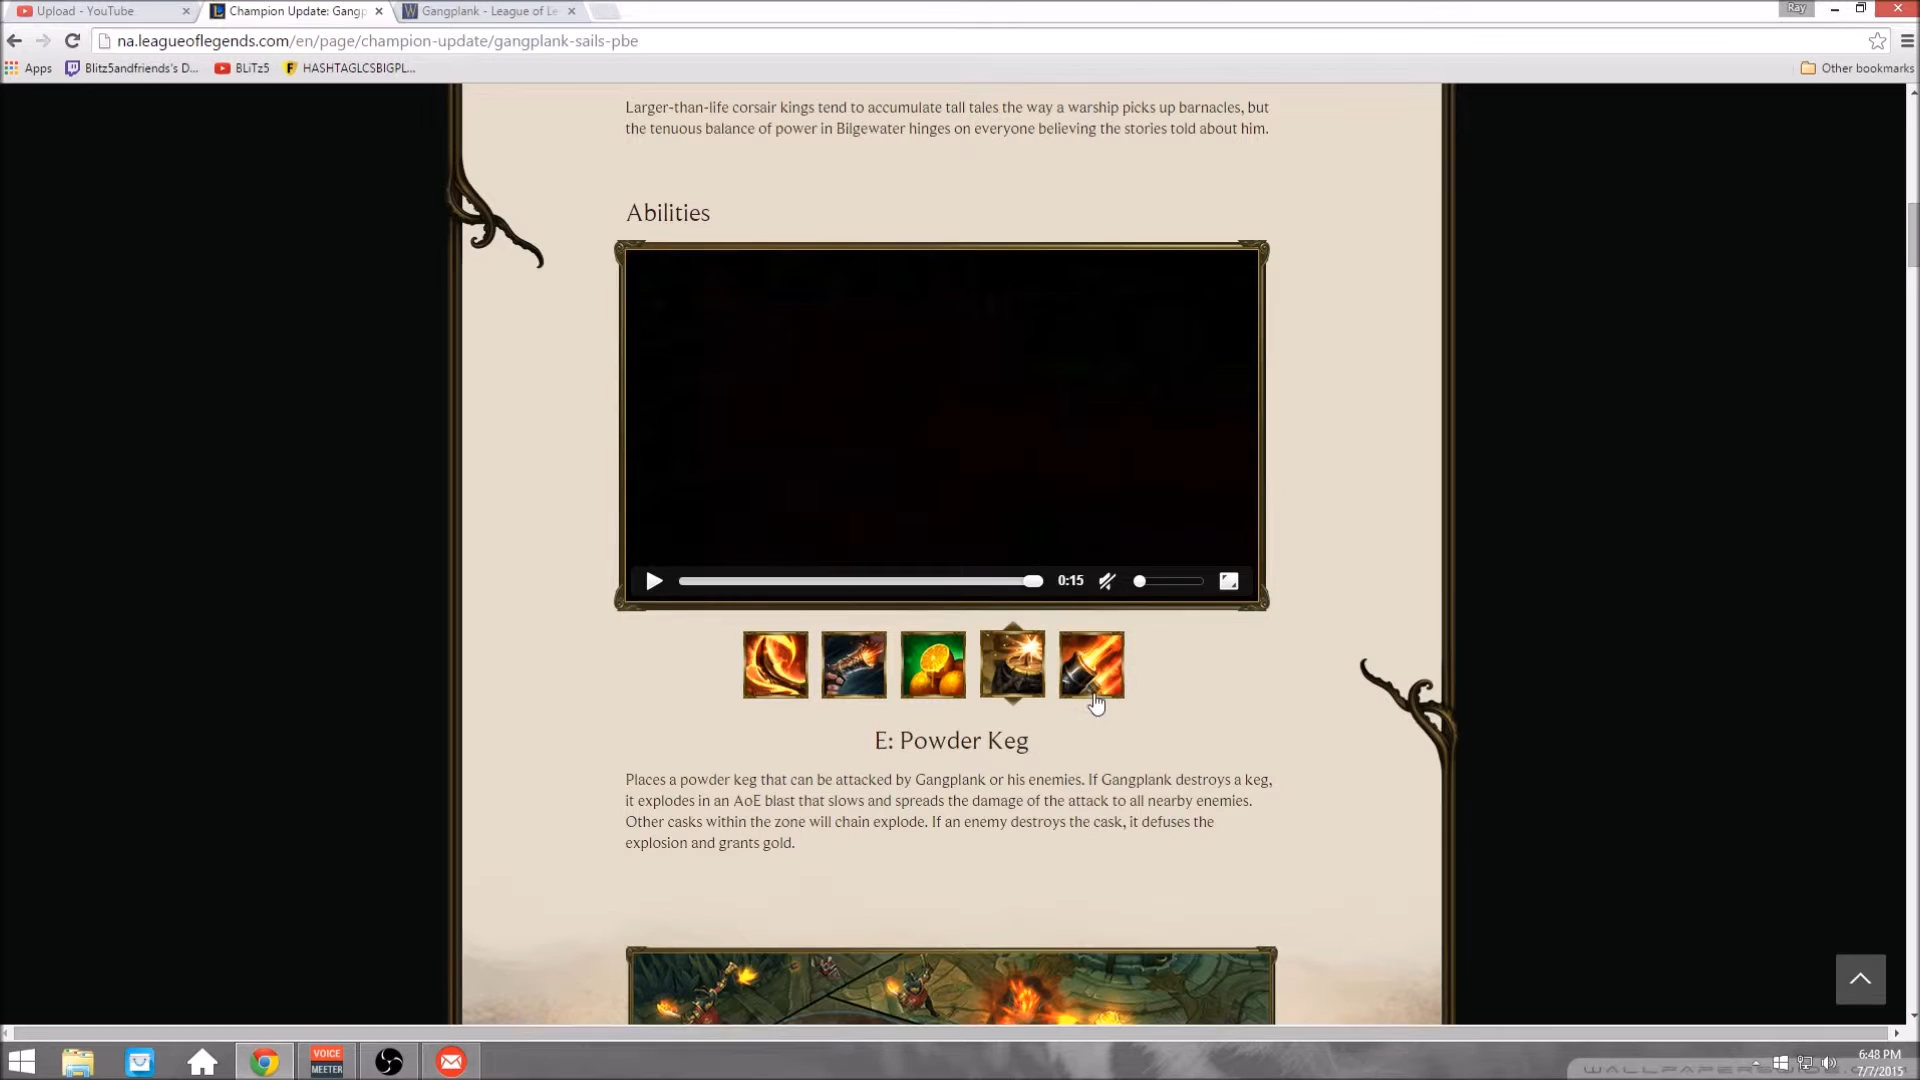 Upload - YouTube
Champion Update: Gangp
Gangplank - League of Le
Ray
na.leagueoflegends.com/en/page/champion-update/gangplank-sails-pbe
Apps
Blitz5andfriends's D...
BLiTz5
HASHTAGLCSBIGPL...
Other bookmarks
Larger-than-life corsair kings tend to accumulate tall tales the way a warship picks up barnacles, but
the tenuous balance of power in Bilgewater hinges on everyone believing the stories told about him.
Abilities
0:15
E: Powder Keg
Places a powder keg that can be attacked by Gangplank or his enemies. If Gangplank destroys a keg,
it explodes in an AoE blast that slows and spreads the damage of the attack to all nearby enemies.
Other casks within the zone will chain explode. If an enemy destroys the cask, it defuses the
explosion and grants gold.
VOICE
MEETER
6:48 PM
7/7/2015